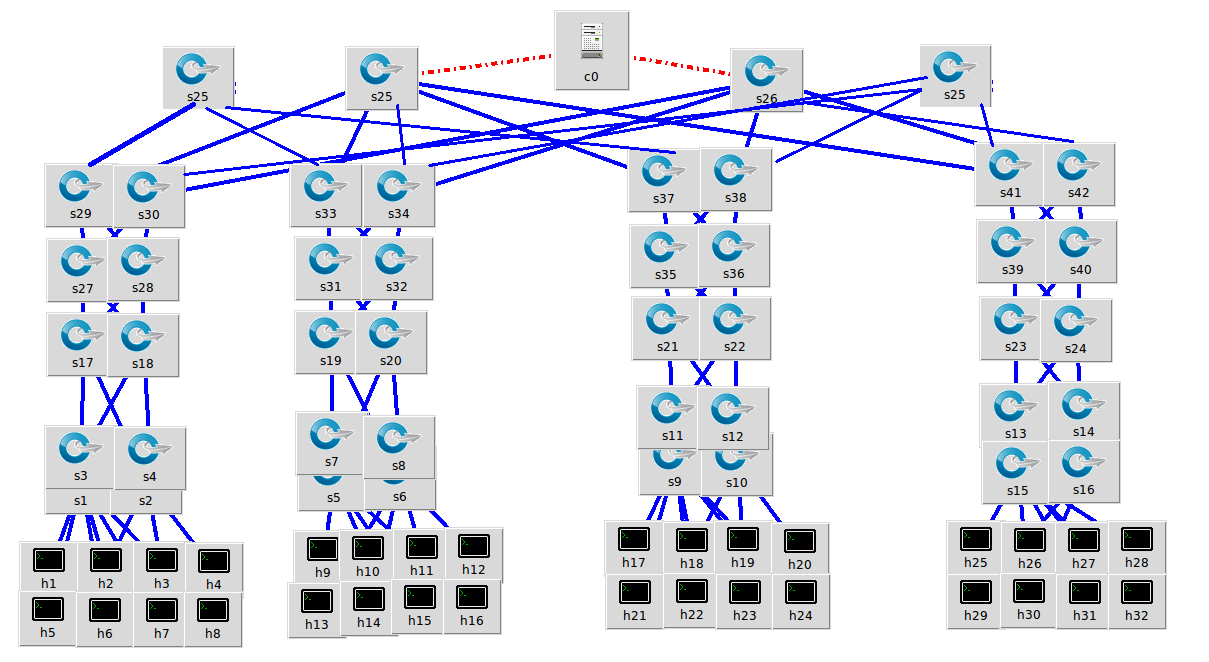 c0
s25 s25 s26 s25
s29 s30 s33 s34 s37 s38 s41 s42
s27 s28 s31 s32 s35 s36 s39 s40
s17 s18 s19 s20 s21 s22 s23 s24
s3 s4 s7 s8 s11 s12 s13 s14
s1 s2 s5 s6 s9 s10 s15 s16
h1 h2 h3 h4 h9 h10 h11 h12 h17 h18 h19 h20 h25 h26 h27 h28
h5 h6 h7 h8 h13 h14 h15 h16 h21 h22 h23 h24 h29 h30 h31 h32